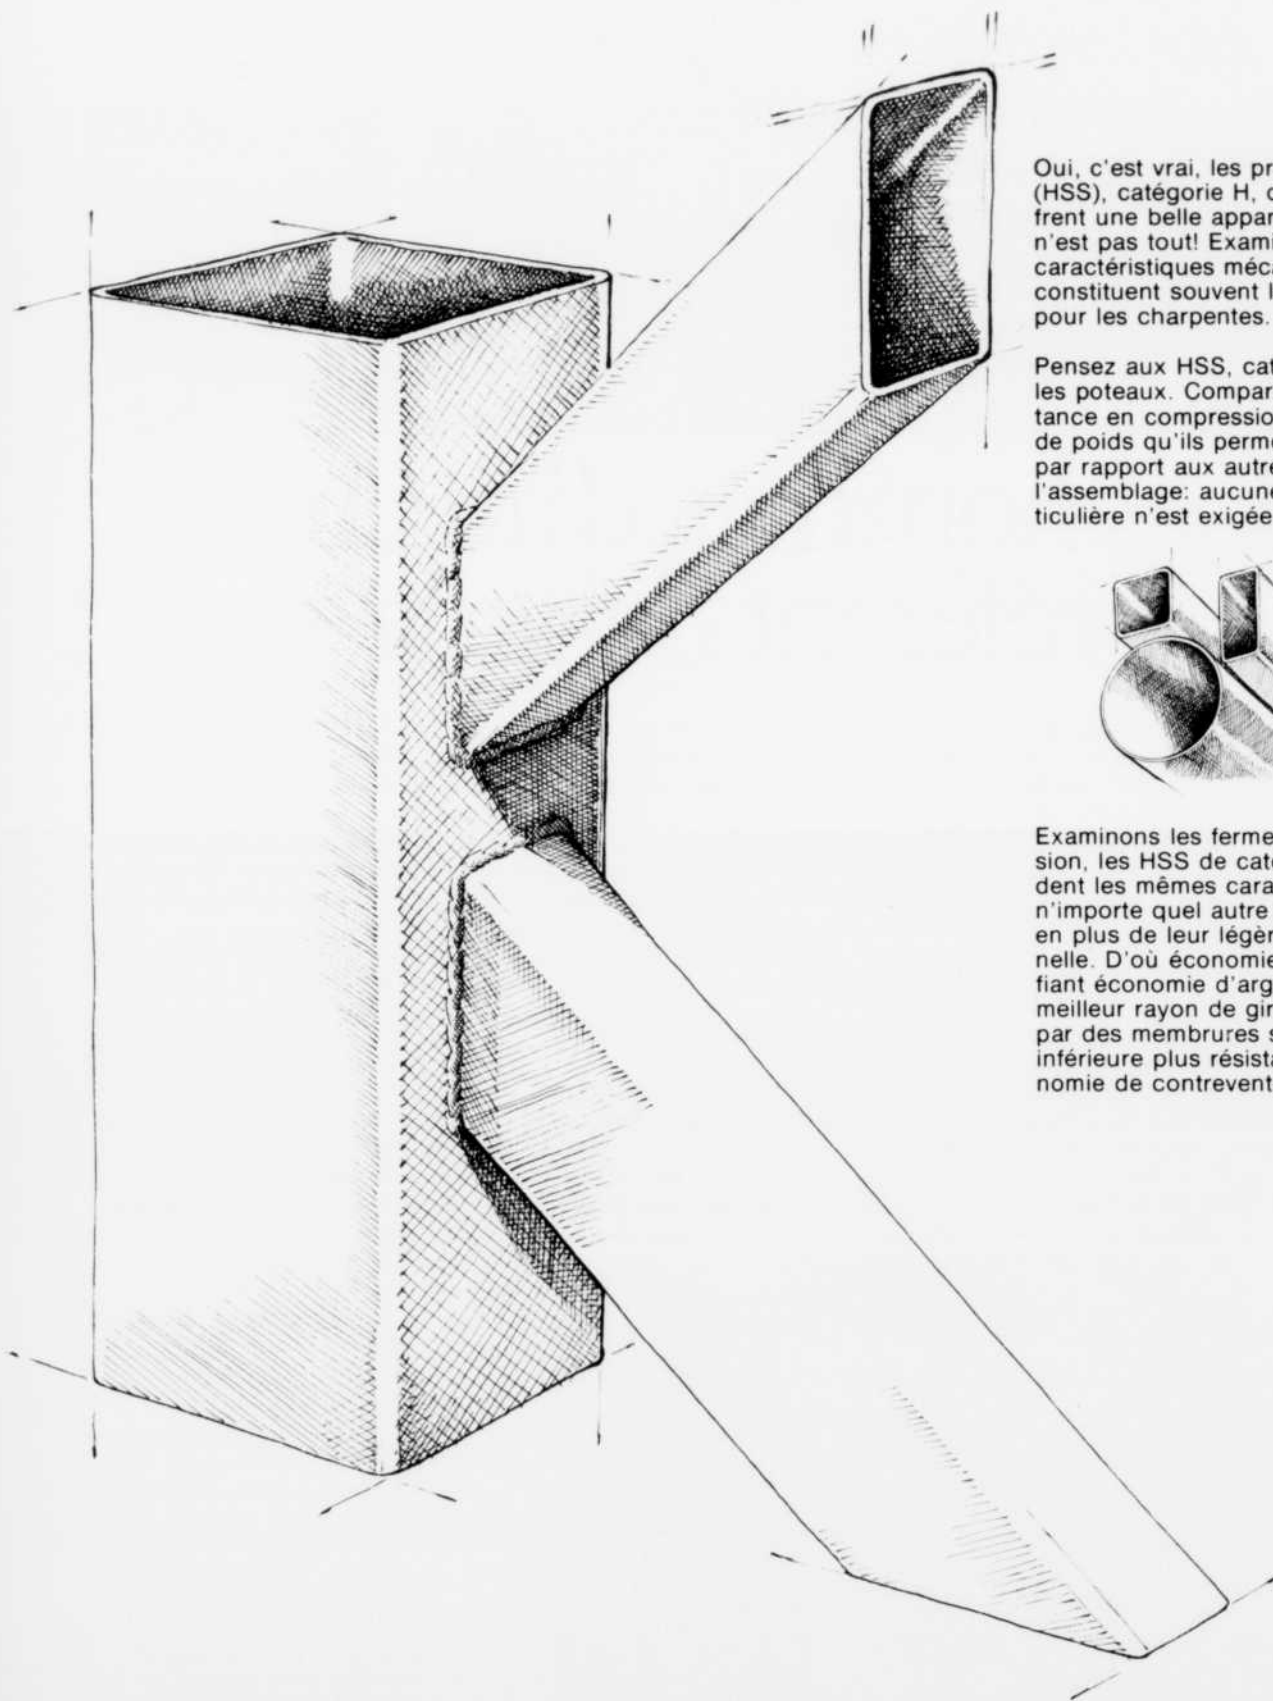 Oui, c'est vrai, les pr
(HSS), catégorie H, c
frent une belle appar
n'est pas tout! Exami
caractéristiques méca
constituent souvent l
pour les charpentes.
Pensez aux HSS, cat
les poteaux. Compar
tance en compressio
de poids qu'ils perme
par rapport aux autre
l'assemblage: aucune
ticulière n'est exigée
Examinons les ferme
sion, les HSS de caté
dent les mêmes cara
n'importe quel autre
en plus de leur légèr
nelle. D'où économie
fiant économie d'arg
meilleur rayon de gir
par des membrures s
inférieure plus résista
nomie de contrevent